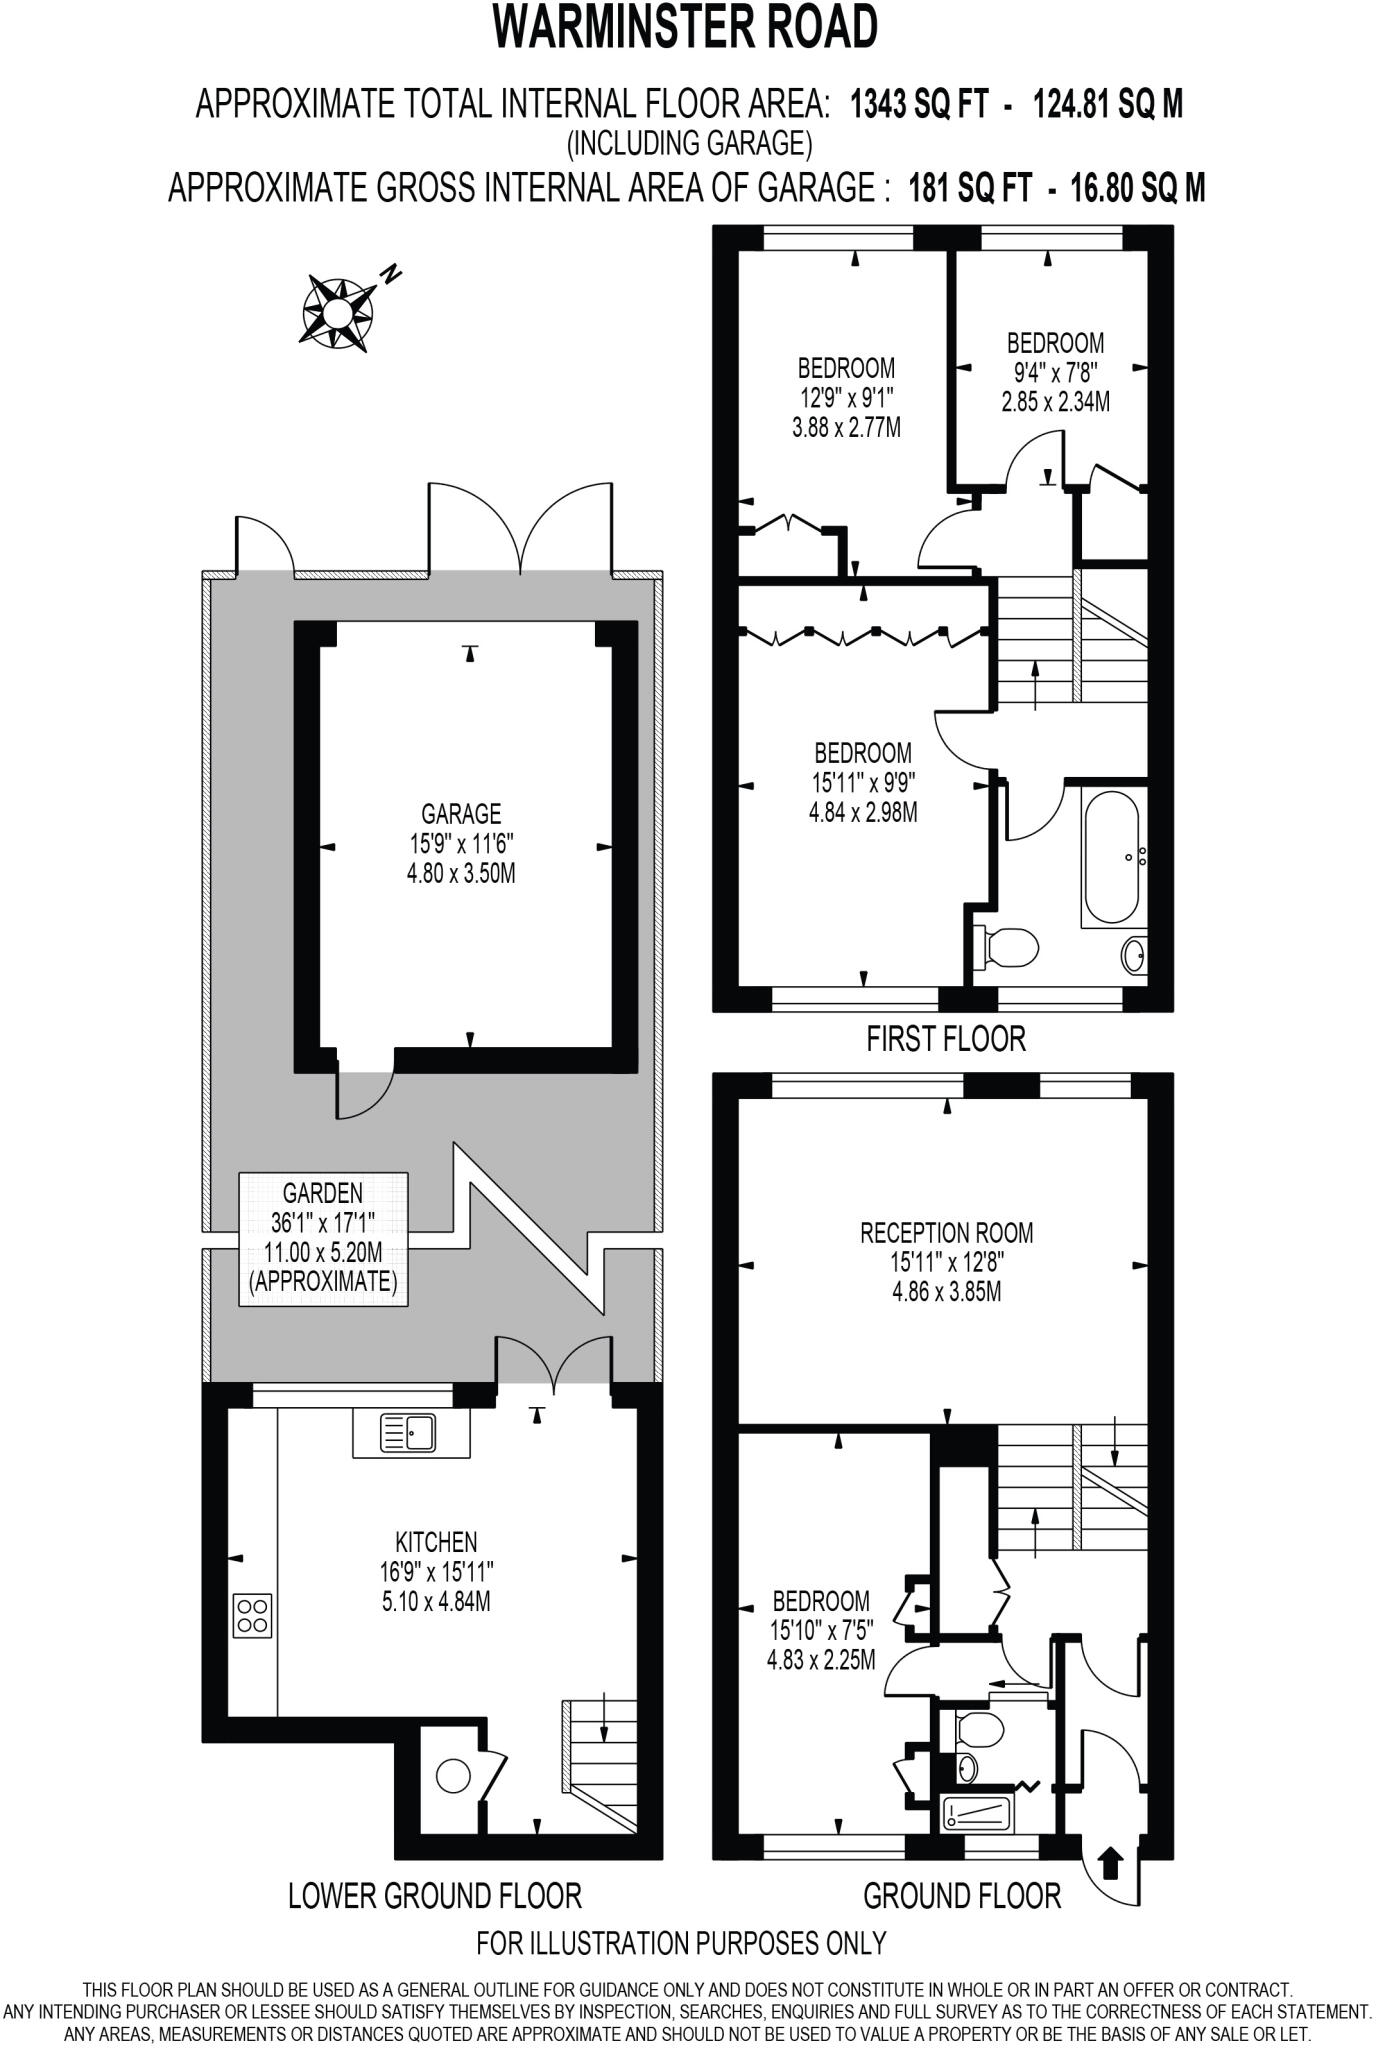 WARMINSTER ROAD
APPROXIMATE TOTAL INTERNAL FLOOR AREA: 1343 SQ FT - 124.81 SQ M
(INCLUDING GARAGE)
APPROXIMATE GROSS INTERNAL AREA OF GARAGE : 181 SQ FT - 16.80 SQ M
N
BEDROOM
12'9" x 9'1"
3.88 x 2.77M
BEDROOM
9'4" x 7'8"
2.85 x 2.34M
BEDROOM
15'11" x 9'9"
4.84 x 2.98M
FIRST FLOOR
GARAGE
15'9" x 11'6"
4.80 x 3.50M
GARDEN
36'1" x 17'1"
11.00 x 5.20M
(APPROXIMATE)
KITCHEN
16'9" x 15'11"
5.10 x 4.84M
LOWER GROUND FLOOR
RECEPTION ROOM
15'11" x 12'8"
4.86 x 3.85M
BEDROOM
15'10" x 7'5"
4.83 x 2.25M
GROUND FLOOR
FOR ILLUSTRATION PURPOSES ONLY
THIS FLOOR PLAN SHOULD BE USED AS A GENERAL OUTLINE FOR GUIDANCE ONLY AND DOES NOT CONSTITUTE IN WHOLE OR IN PART AN OFFER OR CONTRACT.
ANY INTENDING PURCHASER OR LESSEE SHOULD SATISFY THEMSELVES BY INSPECTION, SEARCHES, ENQUIRIES AND FULL SURVEY AS TO THE CORRECTNESS OF EACH STATEMENT.
ANY AREAS, MEASUREMENTS OR DISTANCES QUOTED ARE APPROXIMATE AND SHOULD NOT BE USED TO VALUE A PROPERTY OR BE THE BASIS OF ANY SALE OR LET.